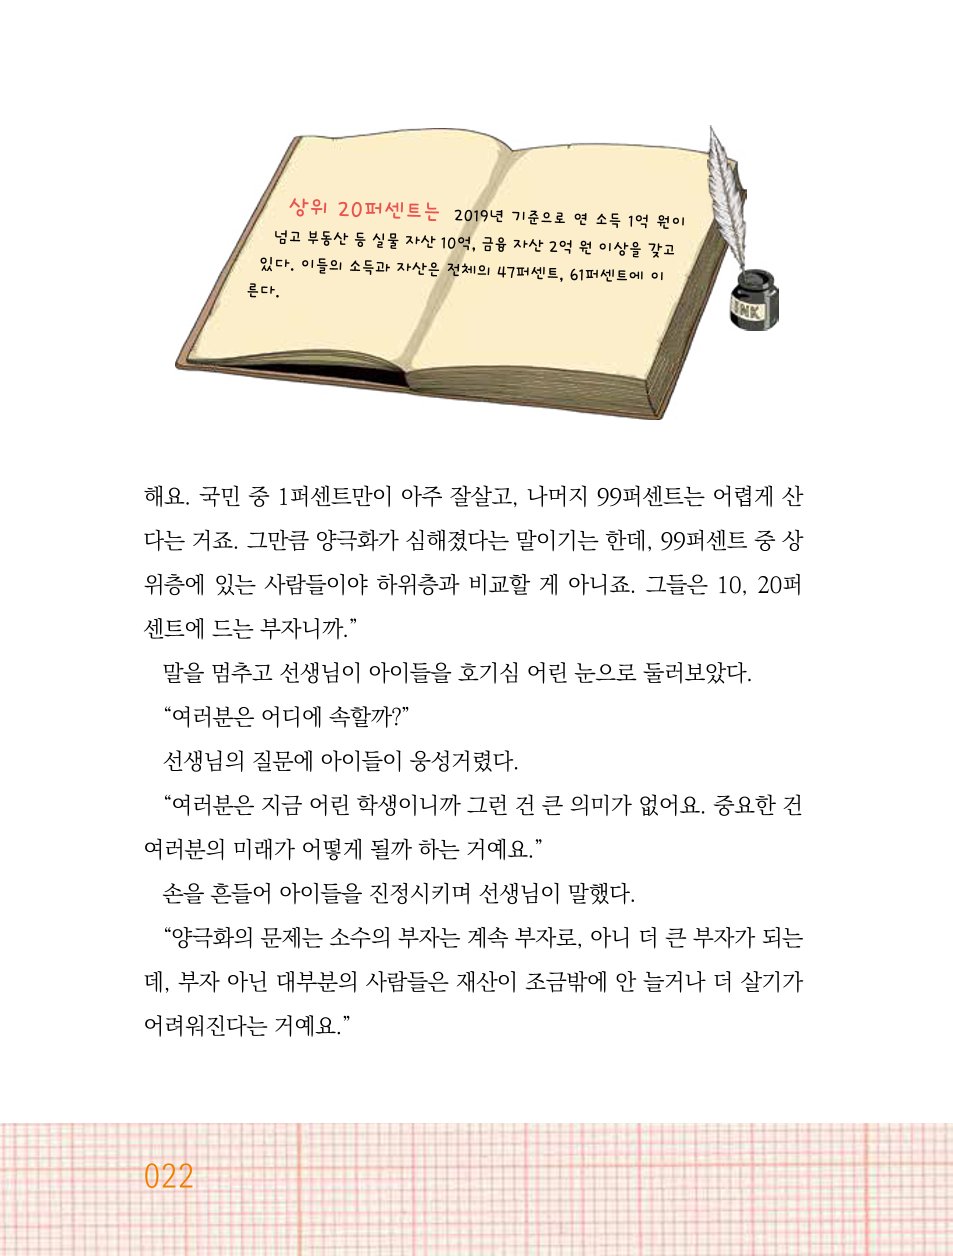 상위 20퍼센트는 2019년 기준으로 연 소득 1억 원이
넘고 부동산 등 실물 자산 10억, 금융 자산 2억 원 이상을 갖고
있다. 이들의 소득과 자산은 전체의 47퍼센트, 61퍼센트에 이
른다.
INK
해요. 국민 중 1퍼센트만이 아주 잘살고, 나머지 99퍼센트는 어렵게 산
다는 거죠. 그만큼 양극화가 심해졌다는 말이기는 한데, 99퍼센트 중 상
위층에 있는 사람들이야 하위층과 비교할 게 아니죠. 그들은 10, 20퍼
센트에 드는 부자니까.”
말을 멈추고 선생님이 아이들을 호기심 어린 눈으로 둘러보았다.
“여러분은 어디에 속할까?”
선생님의 질문에 아이들이 웅성거렸다.
“여러분은 지금 어린 학생이니까 그런 건 큰 의미가 없어요. 중요한 건
여러분의 미래가 어떻게 될까 하는 거예요.”
손을 흔들어 아이들을 진정시키며 선생님이 말했다.
“양극화의 문제는 소수의 부자는 계속 부자로, 아니 더 큰 부자가 되는
데, 부자 아닌 대부분의 사람들은 재산이 조금밖에 안 늘거나 더 살기가
어려워진다는 거예요.”
022